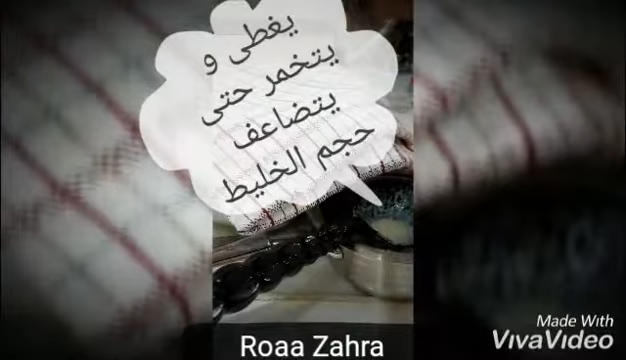 يغطى و
يتخمر حتى
يتضاعف
حجم الخليط
Roaa Zahra
Made With
VivaVideo